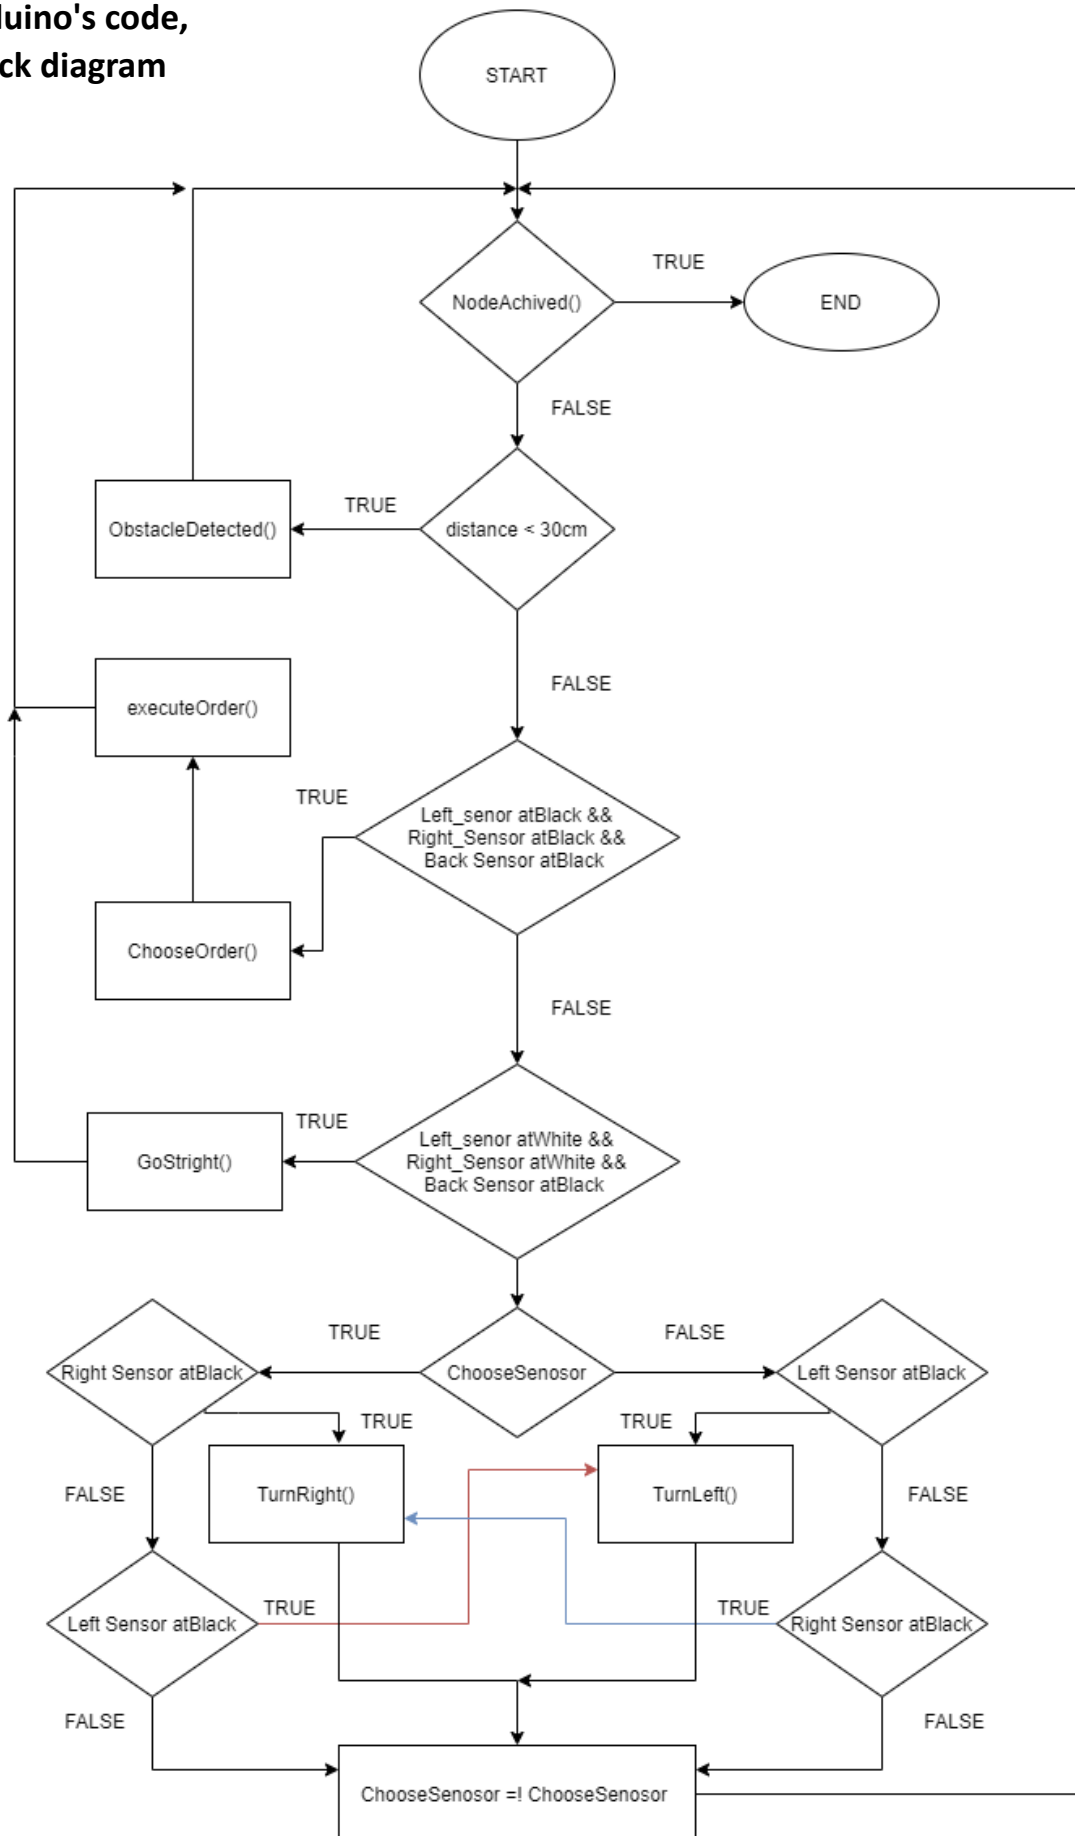 luino's code,
ck diagram
START
NodeAchived()
TRUE
END
FALSE
distance < 30cm
TRUE
ObstacleDetected()
FALSE
executeOrder()
Left_senor atBlack &&
Right_Sensor atBlack &&
Back Sensor atBlack
TRUE
ChooseOrder()
FALSE
Left_senor atWhite &&
Right_Sensor atWhite &&
Back Sensor atBlack
TRUE
GoStright()
ChooseSenosor
TRUE
FALSE
Right Sensor atBlack
Left Sensor atBlack
TRUE
TRUE
TurnRight()
TurnLeft()
FALSE
FALSE
Left Sensor atBlack
TRUE
TRUE
Right Sensor atBlack
FALSE
FALSE
ChooseSenosor =! ChooseSenosor